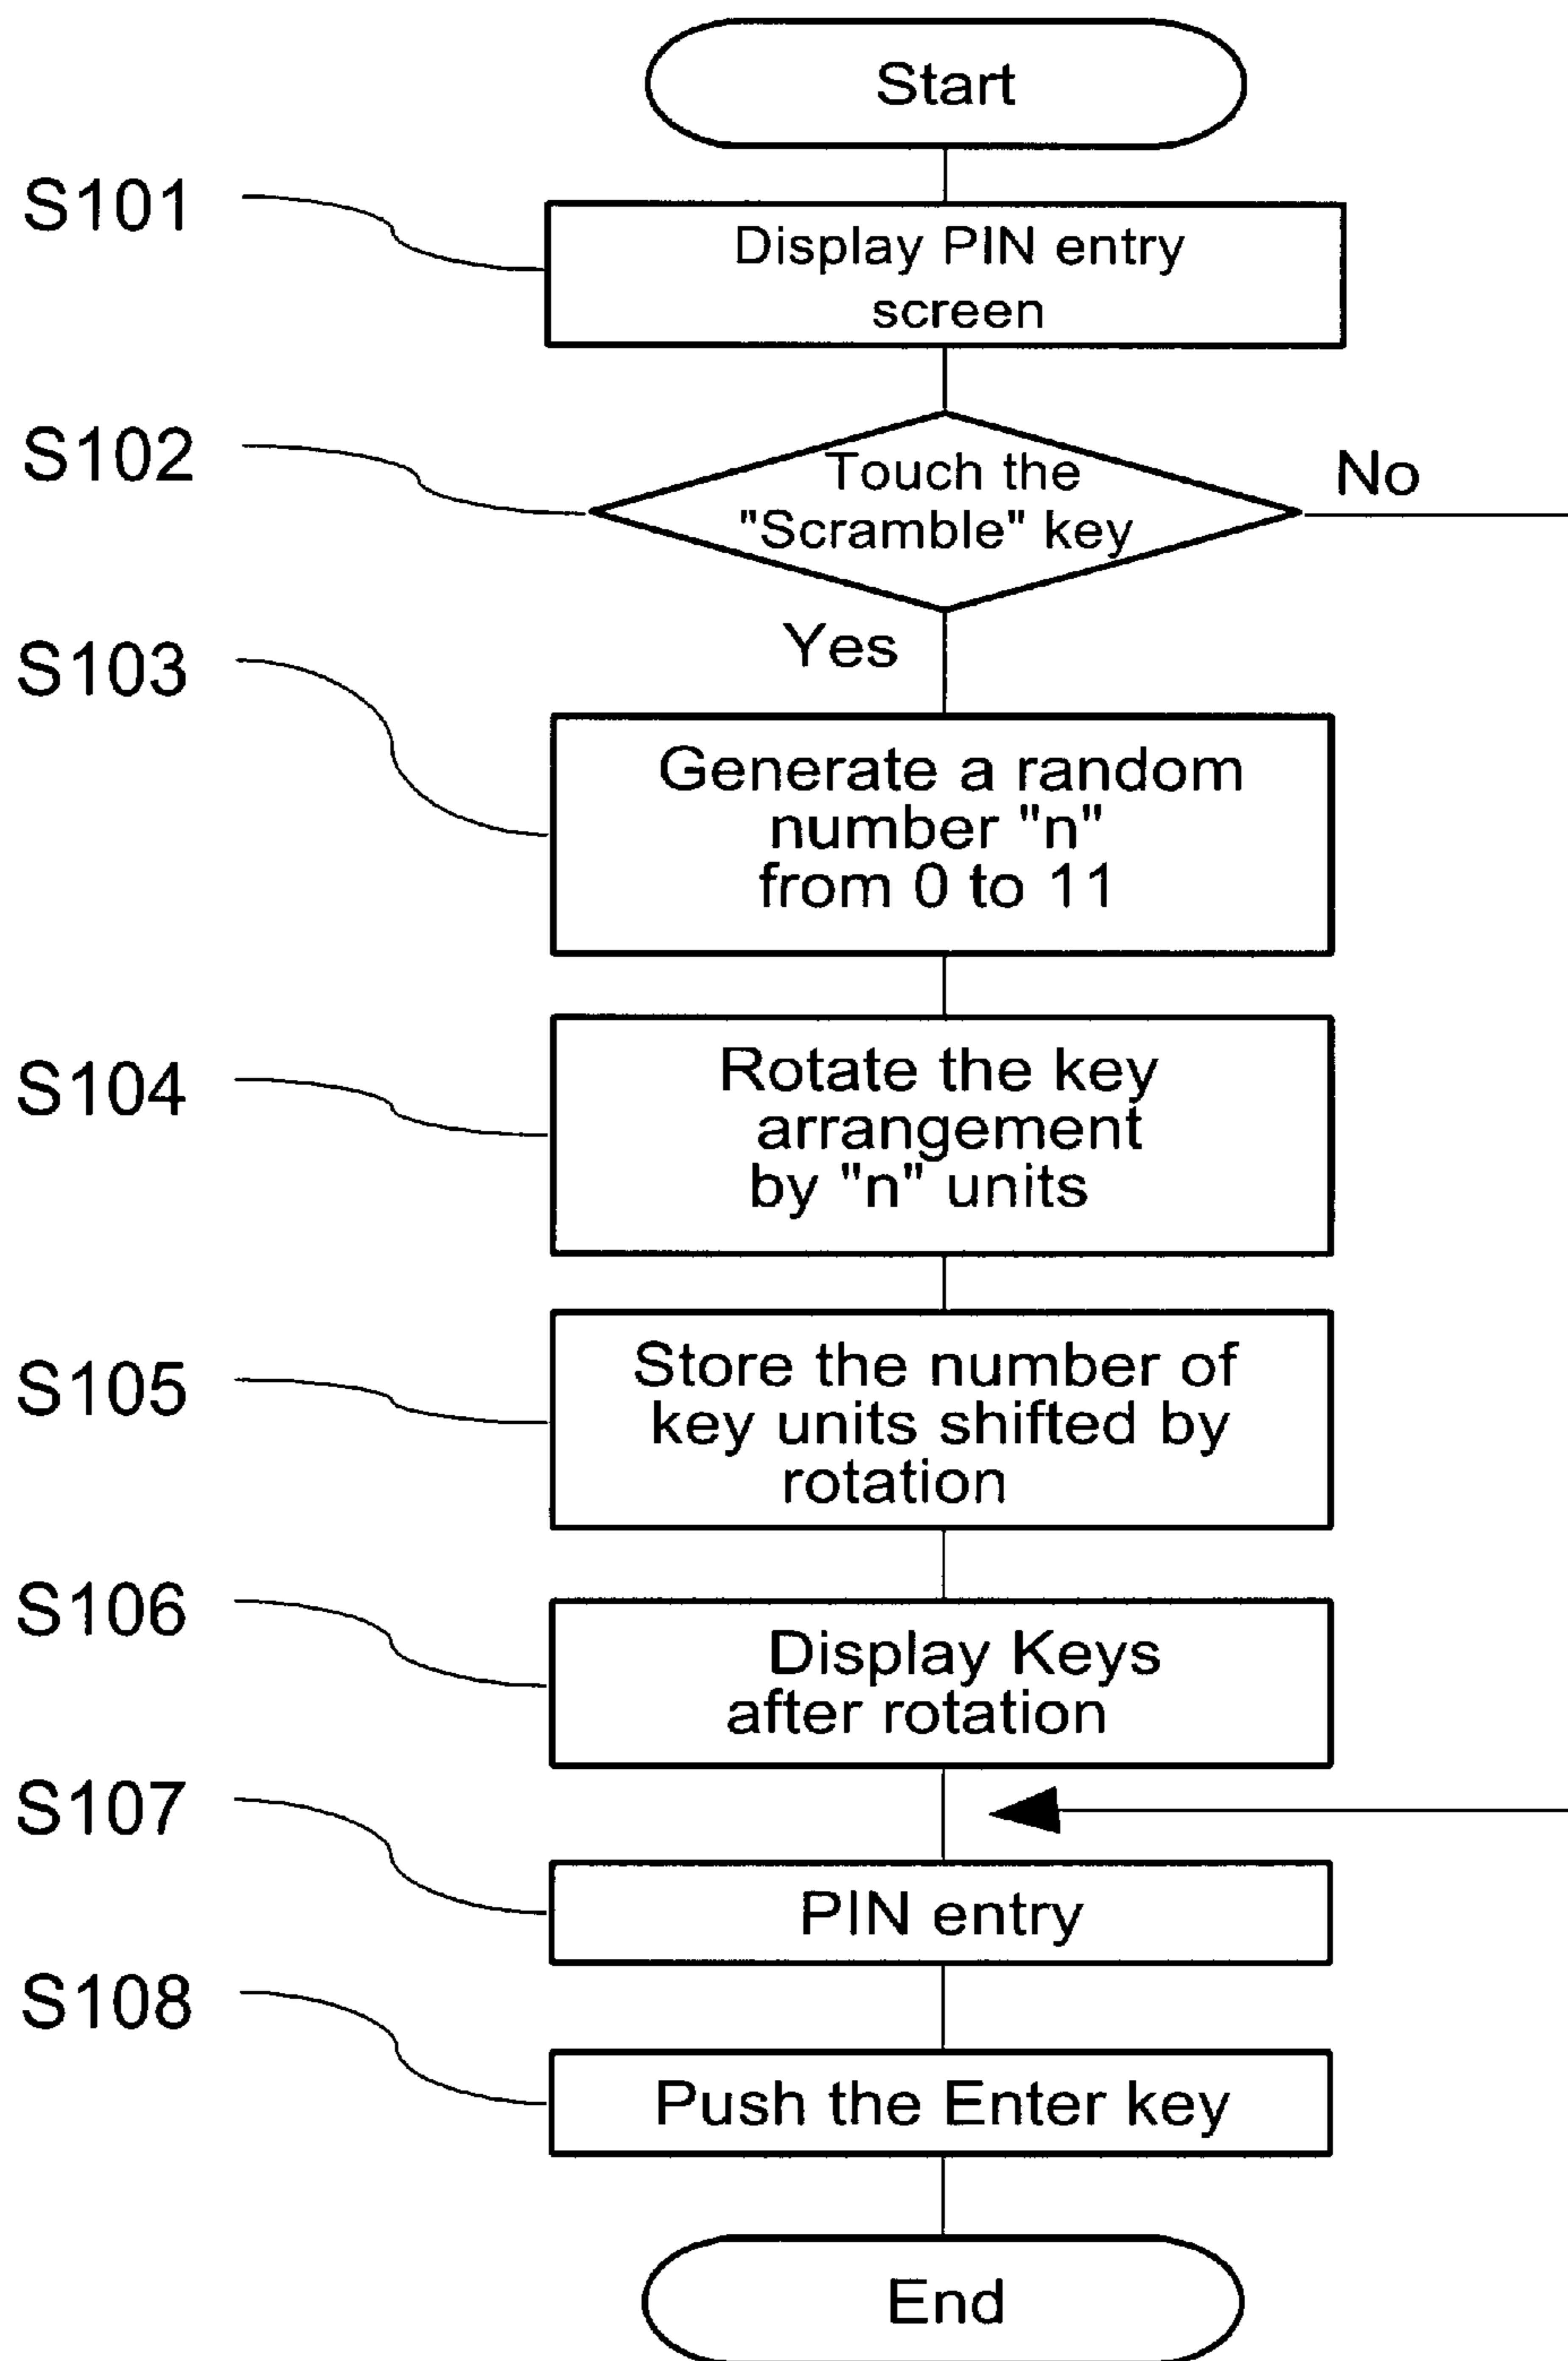 Start
S101
Display PIN entry
screen
S102
Touch the
"Scramble" key
No
Yes
S103
Generate a random
number "n"
from 0 to 11
S104
Rotate the key
arrangement
by "n" units
S105
Store the number of
key units shifted by
rotation
S106
Display Keys
after rotation
S107
PIN entry
S108
Push the Enter key
End